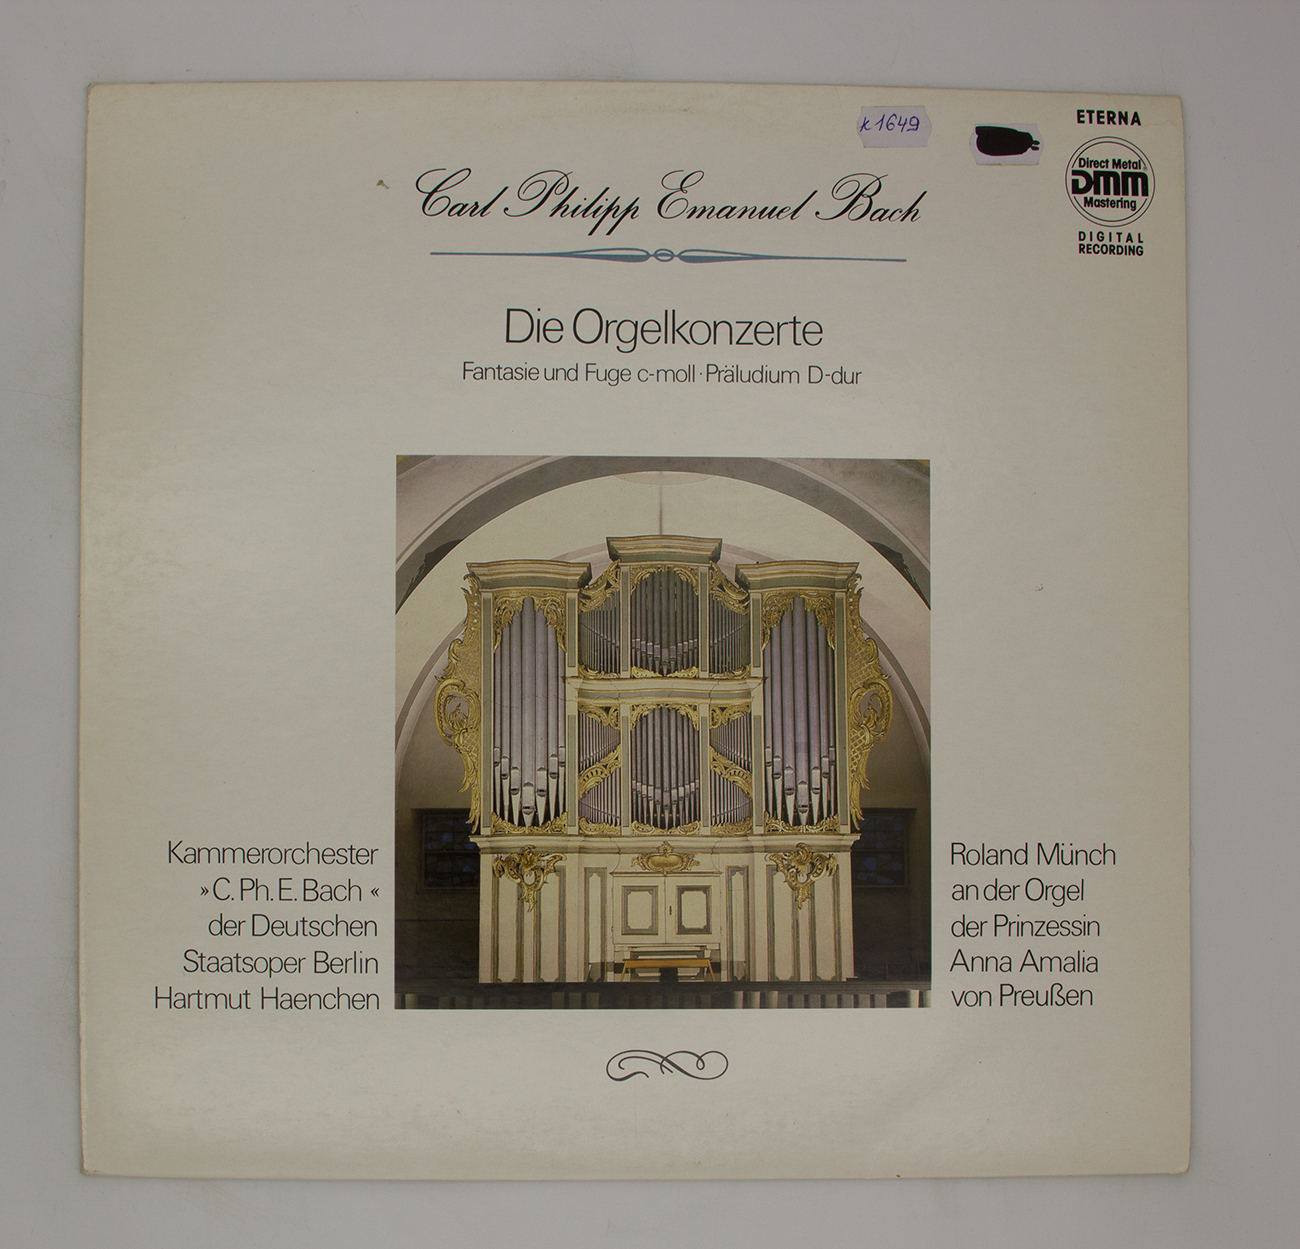 K1649
ETERNA
Direct Metal
DMM
Mastering
DIGITAL
RECORDING
Carl Philipp Emanuel Bach
Die Orgelkonzerte
Fantasie und Fuge c-moll · Präludium D-dur
Kammerorchester
»C. Ph. E. Bach«
der Deutschen
Staatsoper Berlin
Hartmut Haenchen
Roland Münch
an der Orgel
der Prinzessin
Anna Amalia
von Preußen